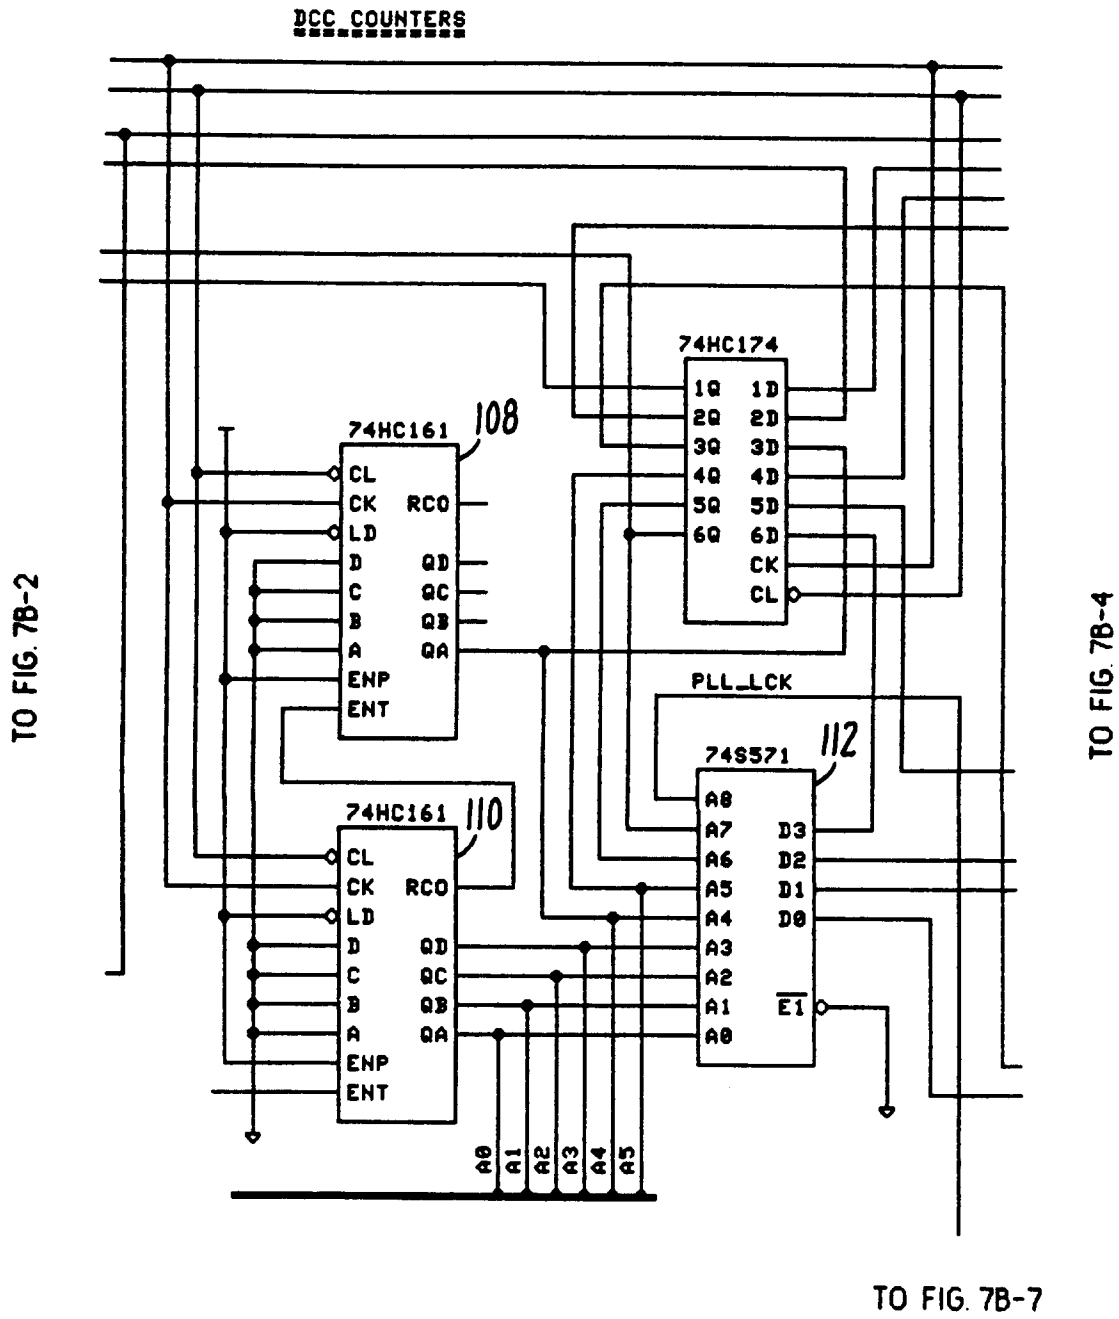 DCC COUNTERS
74HC174
1Q 1D
2Q 2D
3Q 3D
4Q 4D
5Q 5D
6Q 6D
CK
CL
74HC161 108
CL
CK RCO
LD
D QD
C QC
B QB
A QA
ENP
ENT
TO FIG. 7B-2
TO FIG. 7B-4
PLL_LCK
74S571 112
A8
A7 D3
A6 D2
A5 D1
A4 D0
A3
A2
A1 E1
A0
74HC161 110
CL
CK RCO
LD
D QD
C QC
B QB
A QA
ENP
ENT
A0 A1 A2 A3 A4 A5
TO FIG. 7B-7